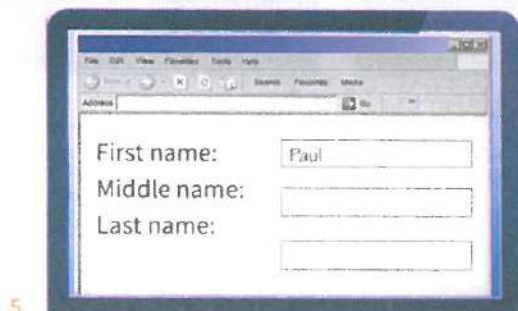 File Edit View Favorites Tools Help
Search Favorites Media
Address Go
First name: Paul
Middle name:
Last name:
5